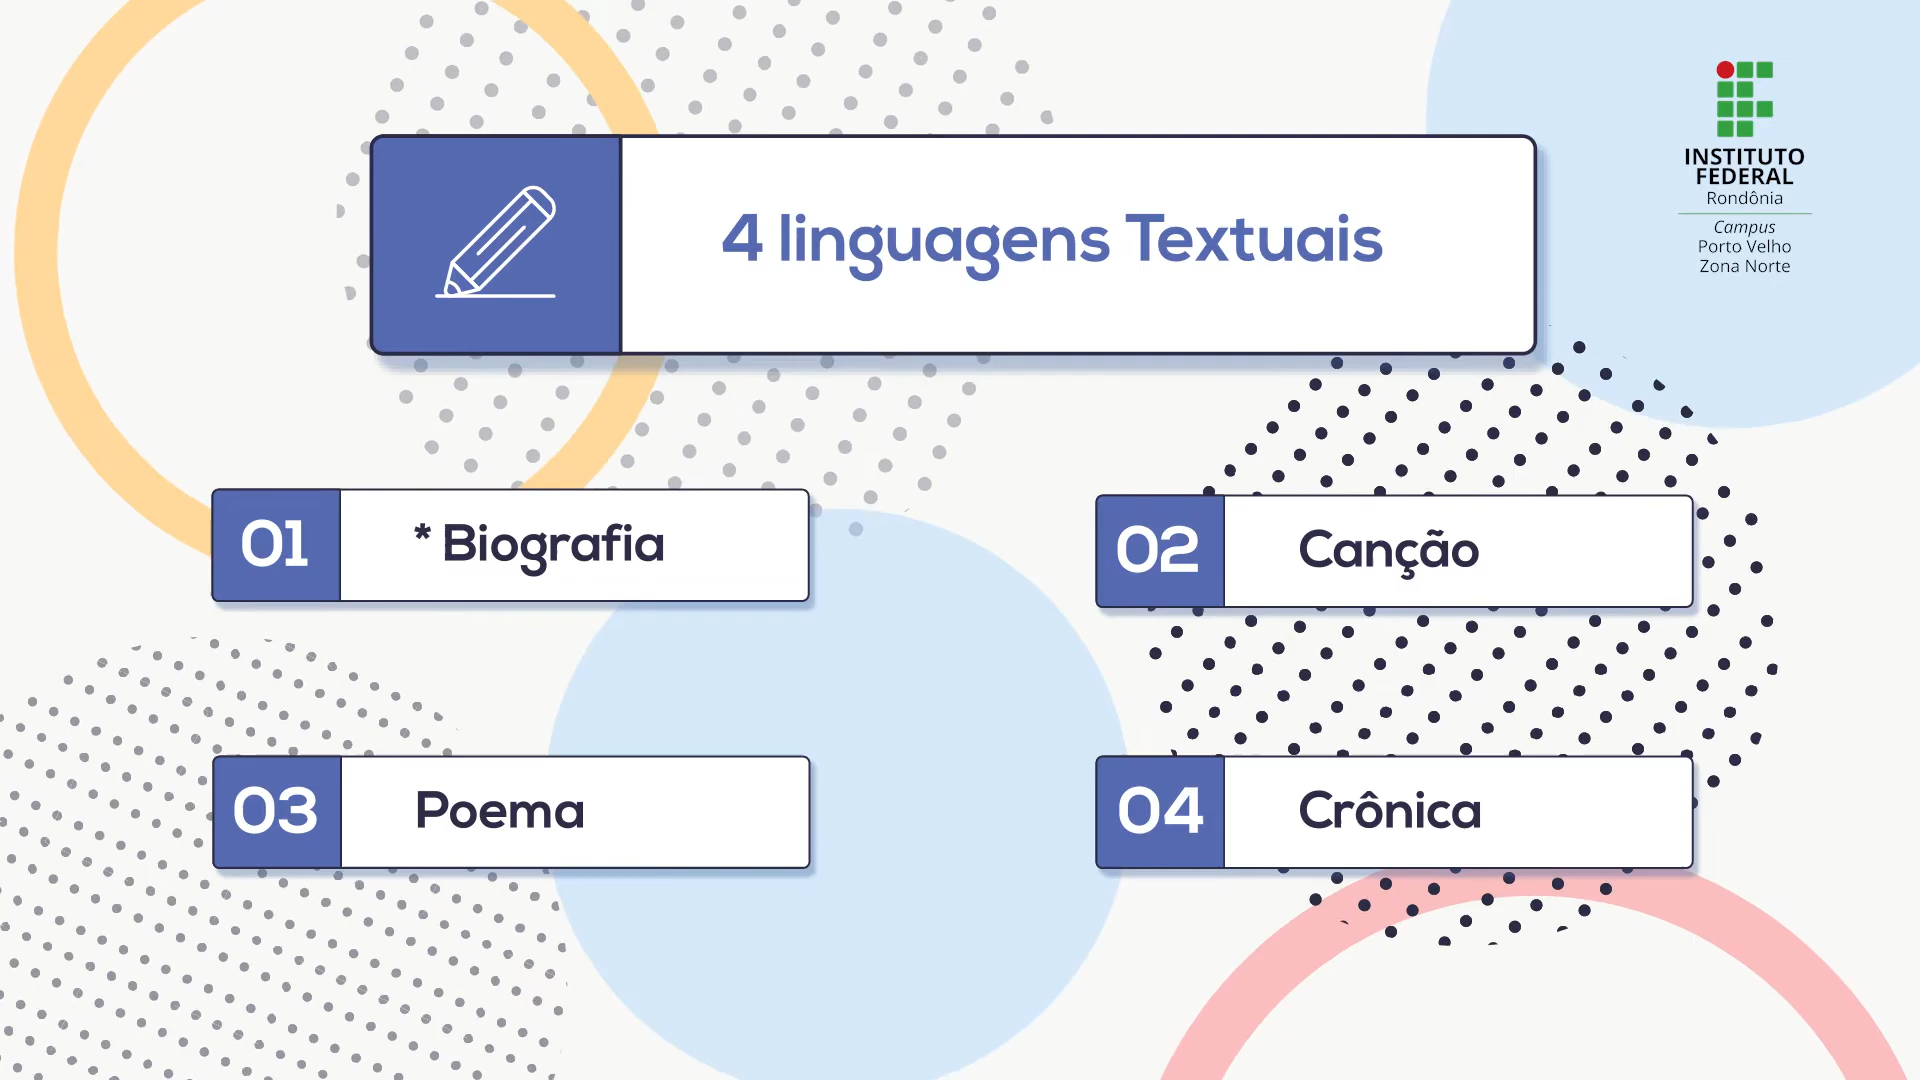 INSTITUTO
FEDERAL
Rondônia
Campus
Porto Velho
Zona Norte
4 linguagens Textuais
01 * Biografia
02 Canção
03 Poema
04 Crônica